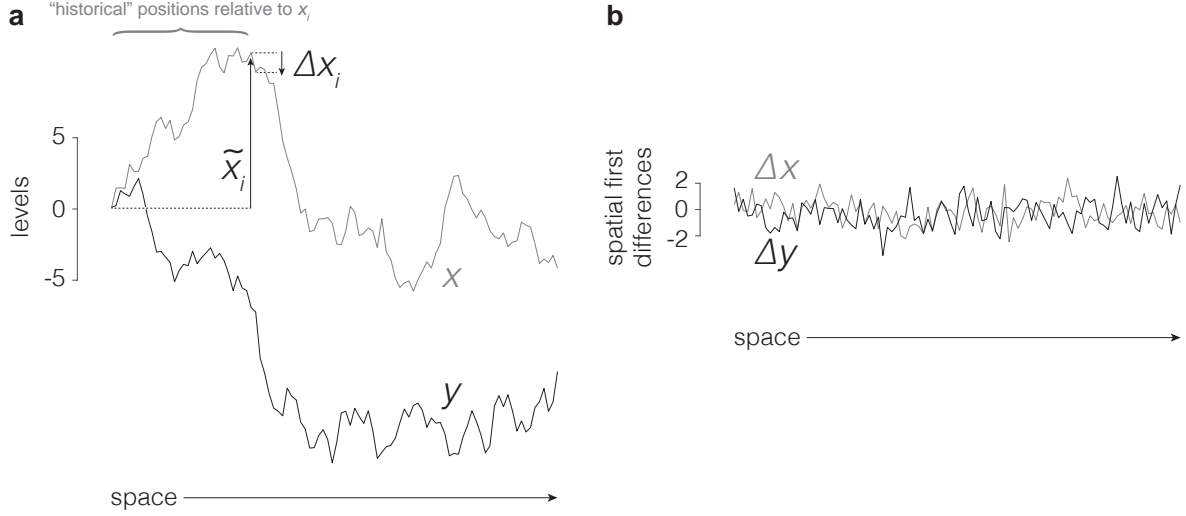 a
“historical” positions relative to xᵢ
Δxᵢ
x̃ᵢ
levels
5
0
-5
x
y
space
b
spatial first
differences
2
0
-2
Δx
Δy
space